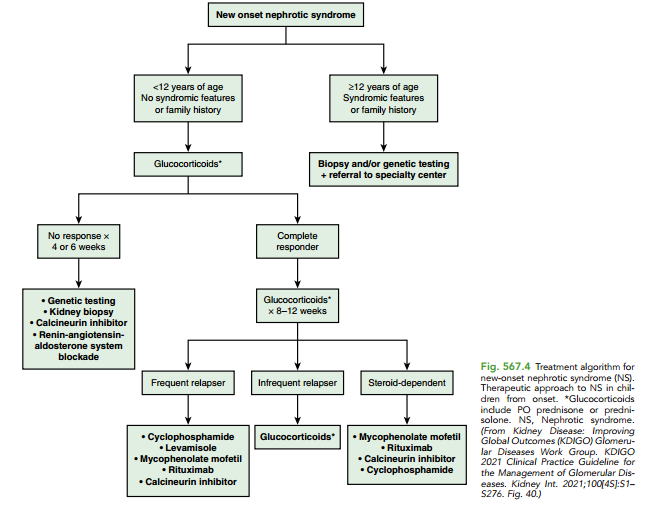 New onset nephrotic syndrome
<12 years of age
No syndromic features
or family history
≥12 years of age
Syndromic features
or family history
Glucocorticoids*
Biopsy and/or genetic testing
+ referral to specialty center
No response ×
4 or 6 weeks
Complete
responder
• Genetic testing
• Kidney biopsy
• Calcineurin inhibitor
• Renin-angiotensin-
aldosterone system
blockade
Glucocorticoids*
× 8–12 weeks
Frequent relapser
Infrequent relapser
Steroid-dependent
• Cyclophosphamide
• Levamisole
• Mycophenolate mofetil
• Rituximab
• Calcineurin inhibitor
Glucocorticoids*
• Mycophenolate mofetil
• Rituximab
• Calcineurin inhibitor
• Cyclophosphamide
Fig. 567.4 Treatment algorithm for
new-onset nephrotic syndrome (NS).
Therapeutic approach to NS in chil-
dren from onset. *Glucocorticoids
include PO prednisone or predni-
solone. NS, Nephrotic syndrome.
(From Kidney Disease: Improving
Global Outcomes (KDIGO) Glomeru-
lar Diseases Work Group. KDIGO
2021 Clinical Practice Guideline for
the Management of Glomerular Dis-
eases. Kidney Int. 2021;100[4S]:S1–
S276. Fig. 40.)